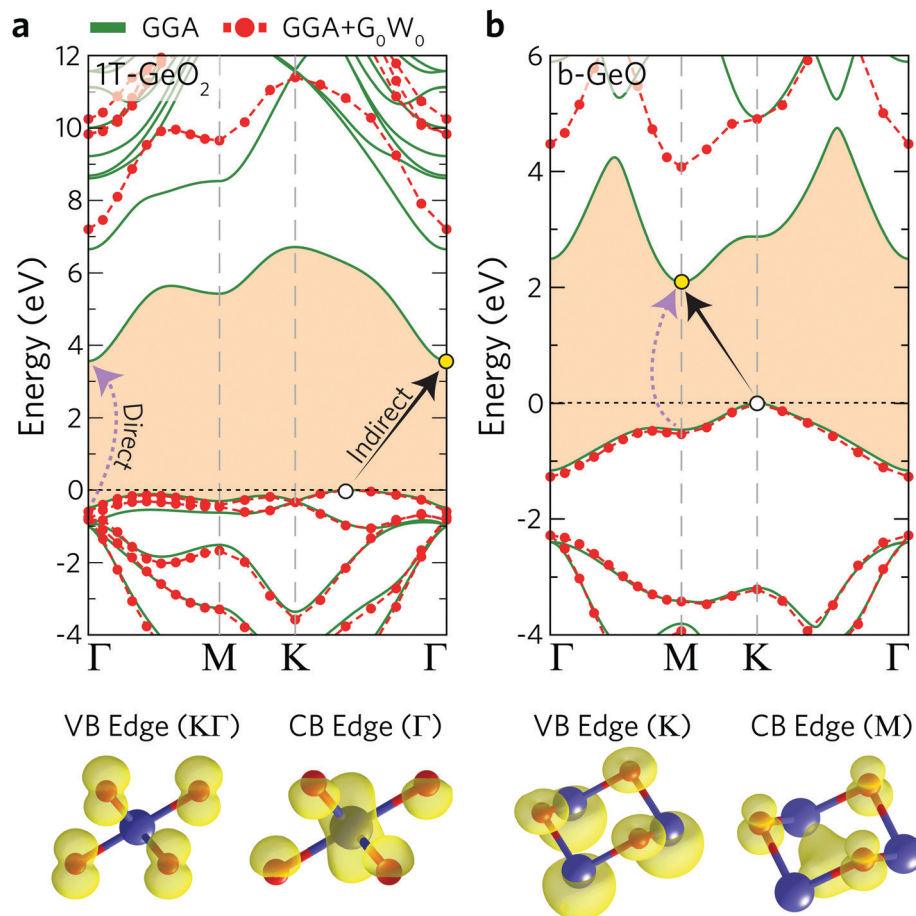 a
GGA
GGA+G₀W₀
b
1T-GeO₂
b-GeO
Energy (eV)
12
10
8
6
4
2
0
-2
-4
Direct
Indirect
Γ
M
K
Γ
Energy (eV)
6
4
2
0
-2
-4
Γ
M
K
Γ
VB Edge (KΓ)
CB Edge (Γ)
VB Edge (K)
CB Edge (M)